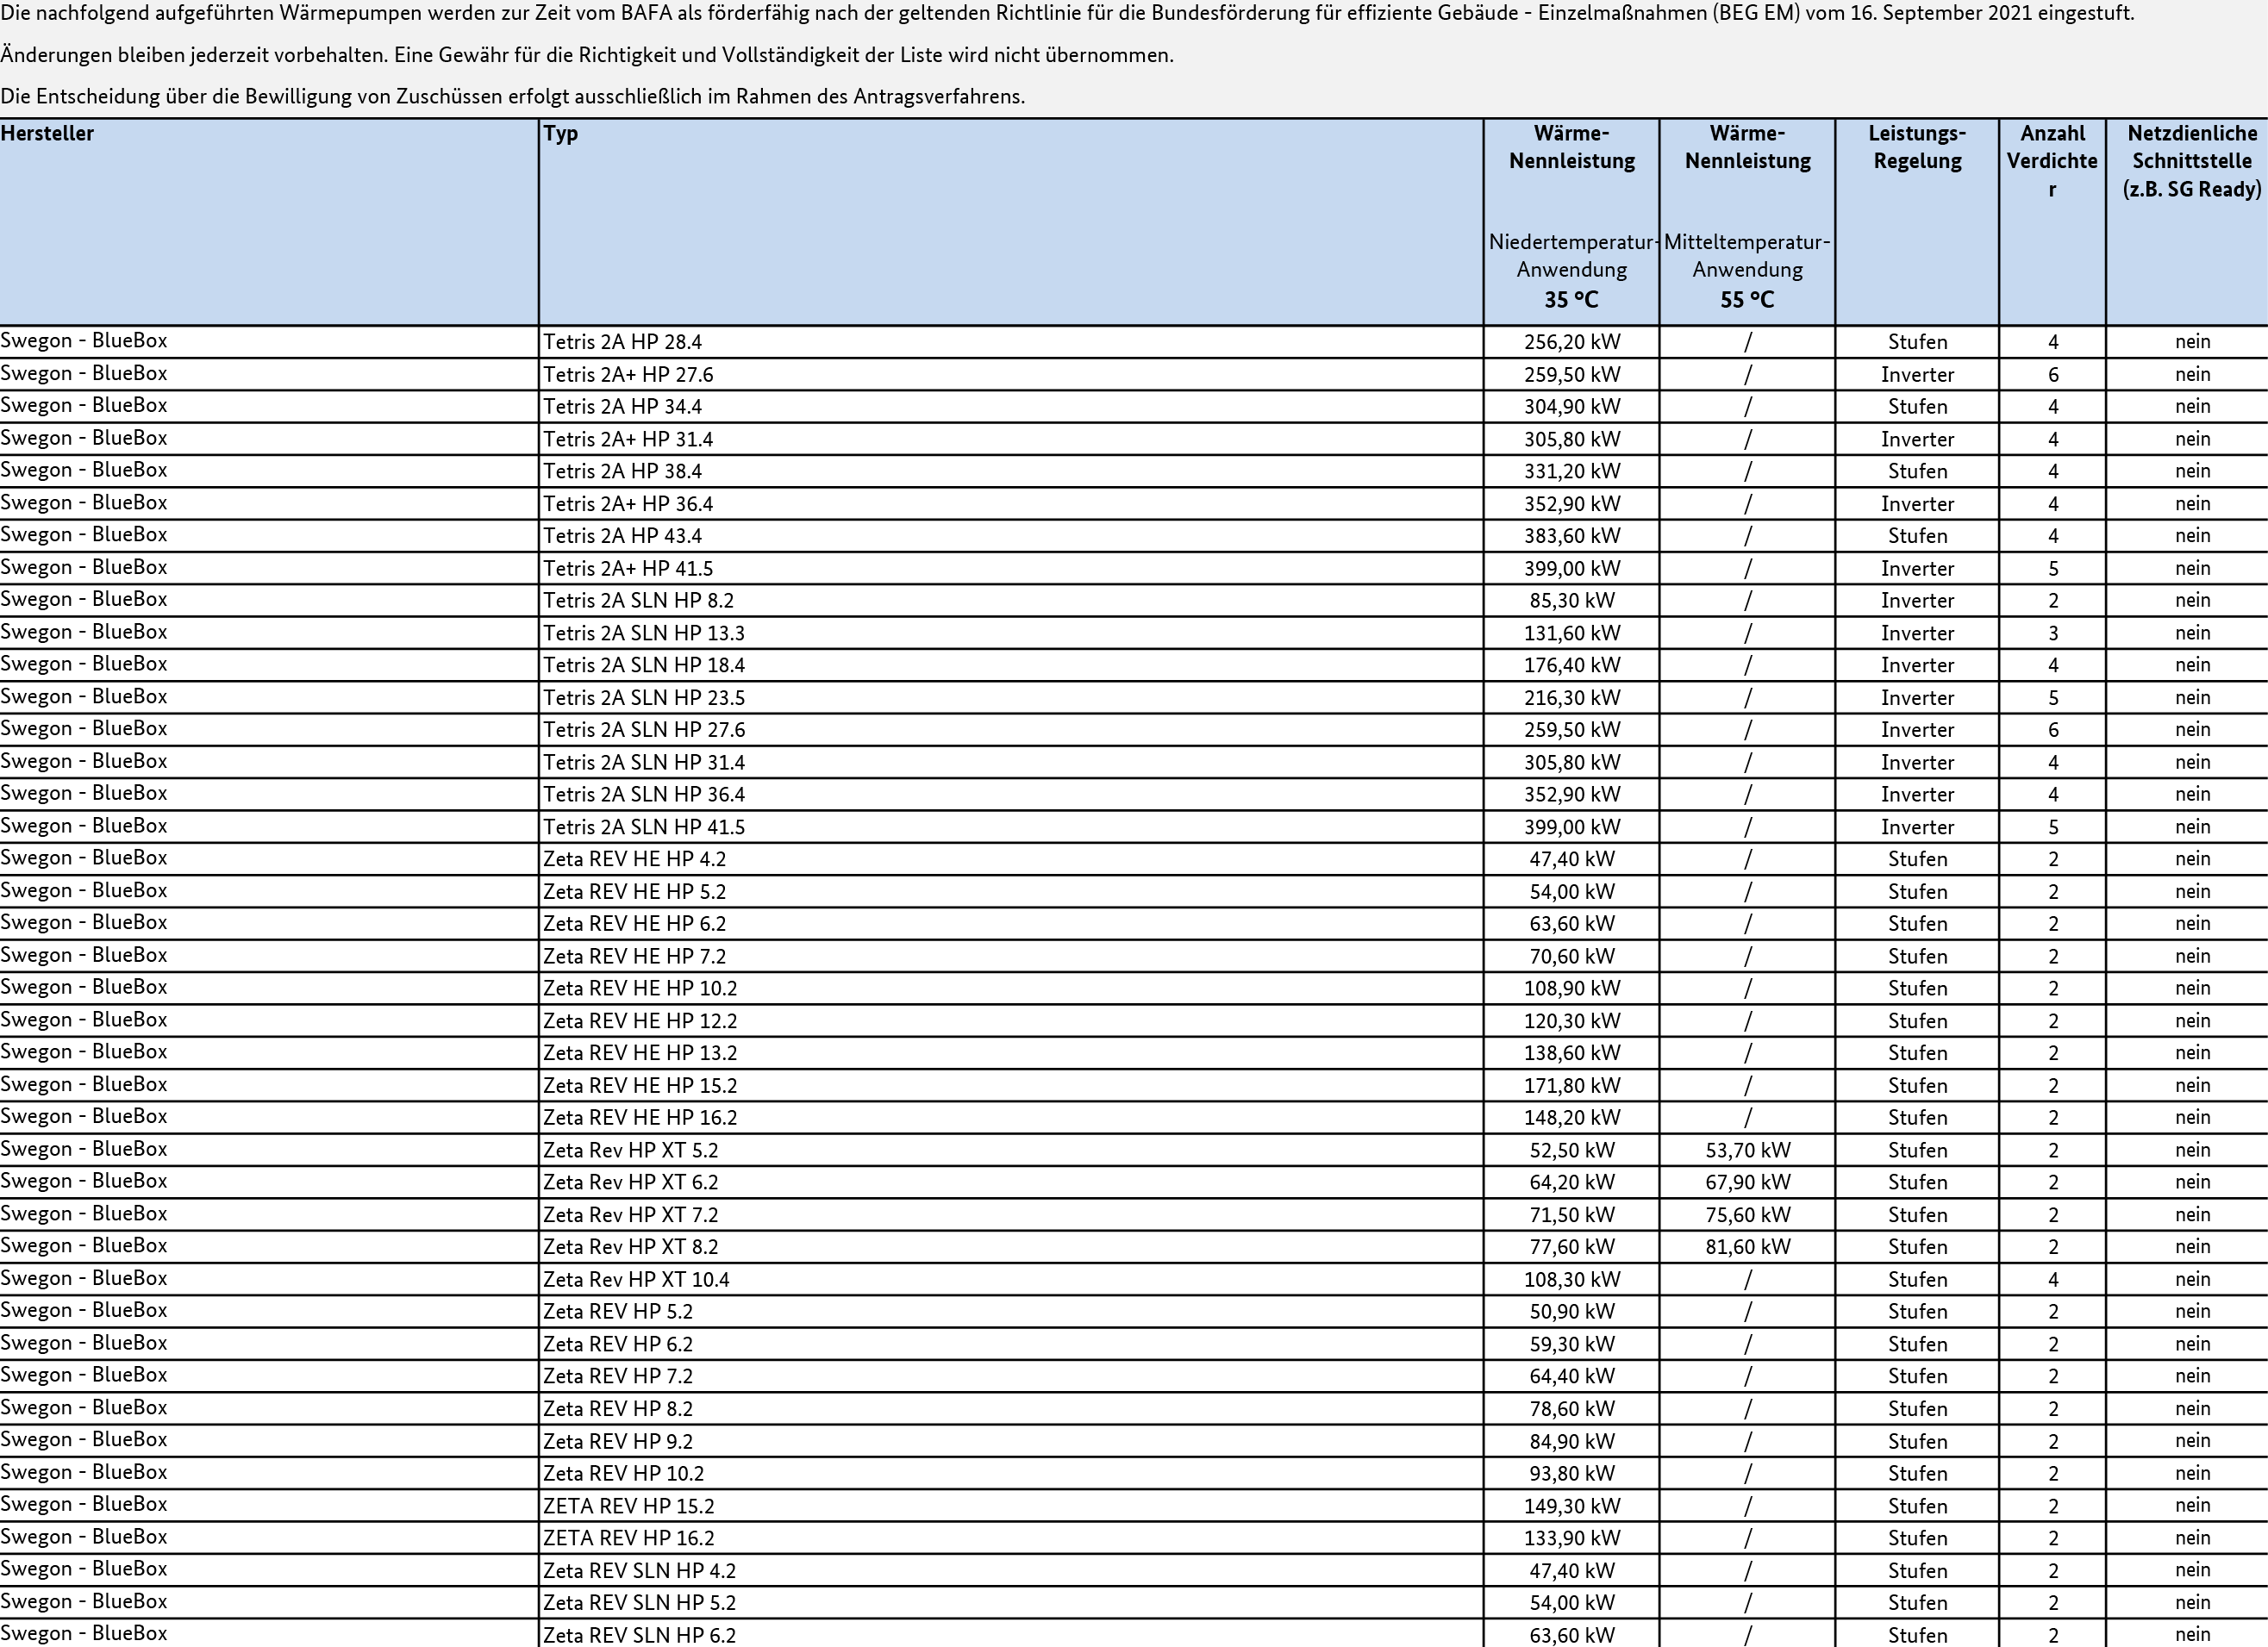 Die nachfolgend aufgeführten Wärmepumpen werden zur Zeit vom BAFA als förderfähig nach der geltenden Richtlinie für die Bundesförderung für effiziente Gebäude - Einzelmaßnahmen (BEG EM) vom 16. September 2021 eingestuft.
Änderungen bleiben jederzeit vorbehalten. Eine Gewähr für die Richtigkeit und Vollständigkeit der Liste wird nicht übernommen.
Die Entscheidung über die Bewilligung von Zuschüssen erfolgt ausschließlich im Rahmen des Antragsverfahrens.
Hersteller Typ Wärme- Wärme- Leistungs- Anzahl Netzdienliche
Nennleistung Nennleistung Regelung Verdichte Schnittstelle
r (z.B. SG Ready)
Niedertemperatur- Mitteltemperatur-
Anwendung Anwendung
35 °C 55 °C
Swegon - BlueBox Tetris 2A HP 28.4 256,20 kW / Stufen 4 nein
Swegon - BlueBox Tetris 2A+ HP 27.6 259,50 kW / Inverter 6 nein
Swegon - BlueBox Tetris 2A HP 34.4 304,90 kW / Stufen 4 nein
Swegon - BlueBox Tetris 2A+ HP 31.4 305,80 kW / Inverter 4 nein
Swegon - BlueBox Tetris 2A HP 38.4 331,20 kW / Stufen 4 nein
Swegon - BlueBox Tetris 2A+ HP 36.4 352,90 kW / Inverter 4 nein
Swegon - BlueBox Tetris 2A HP 43.4 383,60 kW / Stufen 4 nein
Swegon - BlueBox Tetris 2A+ HP 41.5 399,00 kW / Inverter 5 nein
Swegon - BlueBox Tetris 2A SLN HP 8.2 85,30 kW / Inverter 2 nein
Swegon - BlueBox Tetris 2A SLN HP 13.3 131,60 kW / Inverter 3 nein
Swegon - BlueBox Tetris 2A SLN HP 18.4 176,40 kW / Inverter 4 nein
Swegon - BlueBox Tetris 2A SLN HP 23.5 216,30 kW / Inverter 5 nein
Swegon - BlueBox Tetris 2A SLN HP 27.6 259,50 kW / Inverter 6 nein
Swegon - BlueBox Tetris 2A SLN HP 31.4 305,80 kW / Inverter 4 nein
Swegon - BlueBox Tetris 2A SLN HP 36.4 352,90 kW / Inverter 4 nein
Swegon - BlueBox Tetris 2A SLN HP 41.5 399,00 kW / Inverter 5 nein
Swegon - BlueBox Zeta REV HE HP 4.2 47,40 kW / Stufen 2 nein
Swegon - BlueBox Zeta REV HE HP 5.2 54,00 kW / Stufen 2 nein
Swegon - BlueBox Zeta REV HE HP 6.2 63,60 kW / Stufen 2 nein
Swegon - BlueBox Zeta REV HE HP 7.2 70,60 kW / Stufen 2 nein
Swegon - BlueBox Zeta REV HE HP 10.2 108,90 kW / Stufen 2 nein
Swegon - BlueBox Zeta REV HE HP 12.2 120,30 kW / Stufen 2 nein
Swegon - BlueBox Zeta REV HE HP 13.2 138,60 kW / Stufen 2 nein
Swegon - BlueBox Zeta REV HE HP 15.2 171,80 kW / Stufen 2 nein
Swegon - BlueBox Zeta REV HE HP 16.2 148,20 kW / Stufen 2 nein
Swegon - BlueBox Zeta Rev HP XT 5.2 52,50 kW 53,70 kW Stufen 2 nein
Swegon - BlueBox Zeta Rev HP XT 6.2 64,20 kW 67,90 kW Stufen 2 nein
Swegon - BlueBox Zeta Rev HP XT 7.2 71,50 kW 75,60 kW Stufen 2 nein
Swegon - BlueBox Zeta Rev HP XT 8.2 77,60 kW 81,60 kW Stufen 2 nein
Swegon - BlueBox Zeta Rev HP XT 10.4 108,30 kW / Stufen 4 nein
Swegon - BlueBox Zeta REV HP 5.2 50,90 kW / Stufen 2 nein
Swegon - BlueBox Zeta REV HP 6.2 59,30 kW / Stufen 2 nein
Swegon - BlueBox Zeta REV HP 7.2 64,40 kW / Stufen 2 nein
Swegon - BlueBox Zeta REV HP 8.2 78,60 kW / Stufen 2 nein
Swegon - BlueBox Zeta REV HP 9.2 84,90 kW / Stufen 2 nein
Swegon - BlueBox Zeta REV HP 10.2 93,80 kW / Stufen 2 nein
Swegon - BlueBox ZETA REV HP 15.2 149,30 kW / Stufen 2 nein
Swegon - BlueBox ZETA REV HP 16.2 133,90 kW / Stufen 2 nein
Swegon - BlueBox Zeta REV SLN HP 4.2 47,40 kW / Stufen 2 nein
Swegon - BlueBox Zeta REV SLN HP 5.2 54,00 kW / Stufen 2 nein
Swegon - BlueBox Zeta REV SLN HP 6.2 63,60 kW / Stufen 2 nein